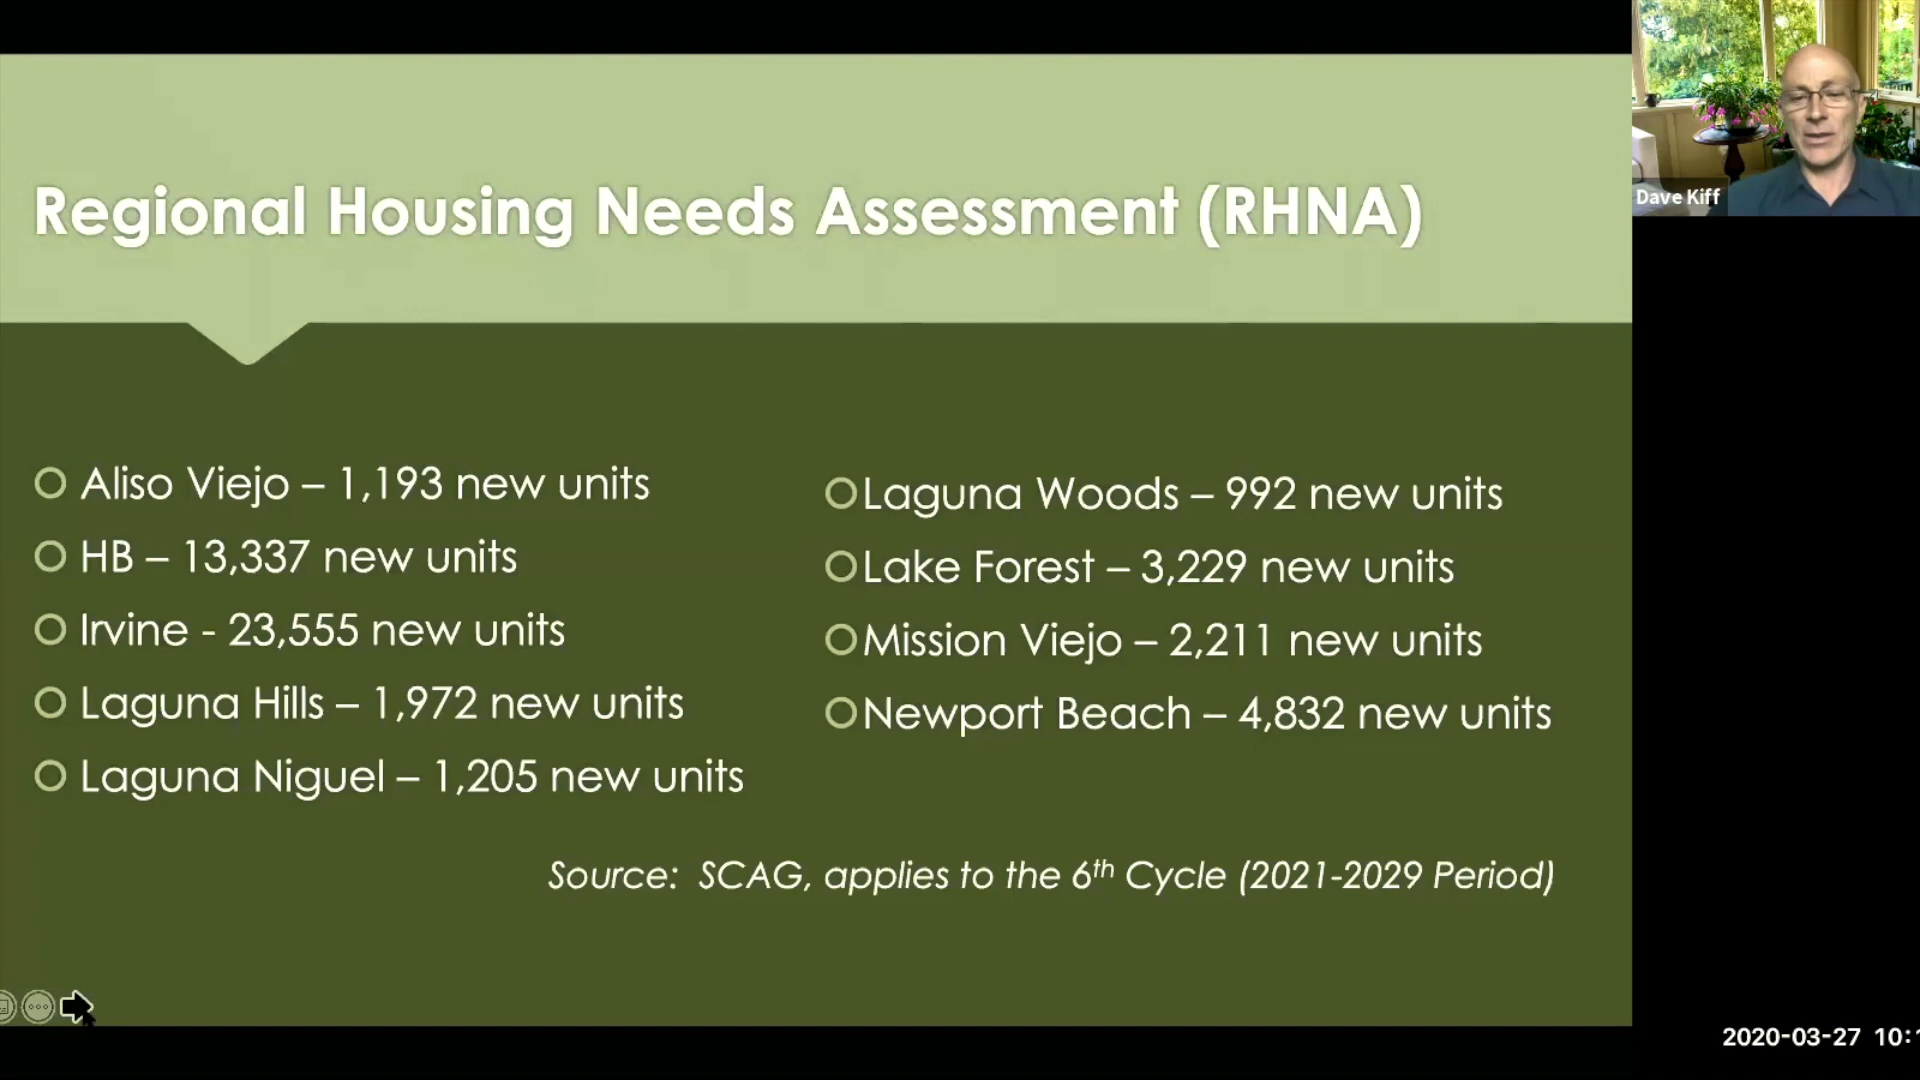 Regional Housing Needs Assessment (RHNA)
Dave Kiff
Aliso Viejo – 1,193 new units
HB – 13,337 new units
Irvine - 23,555 new units
Laguna Hills – 1,972 new units
Laguna Niguel – 1,205 new units
Laguna Woods – 992 new units
Lake Forest – 3,229 new units
Mission Viejo – 2,211 new units
Newport Beach – 4,832 new units
Source: SCAG, applies to the 6th Cycle (2021-2029 Period)
2020-03-27 10: